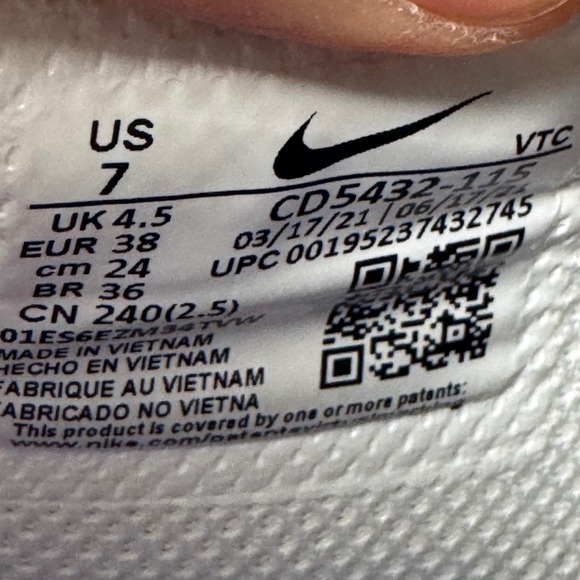 US
7
VTC
UK 4.5
EUR 38
cm 24
BR 36
CN 240(2.5)
CD5432-115
03/17/21 | 06/17/21
UPC 00195237432745
01ES6EZM34TVW
MADE IN VIETNAM
HECHO EN VIETNAM
FABRIQUE AU VIETNAM
FABRICADO NO VIETNA
This product is covered by one or more patents: